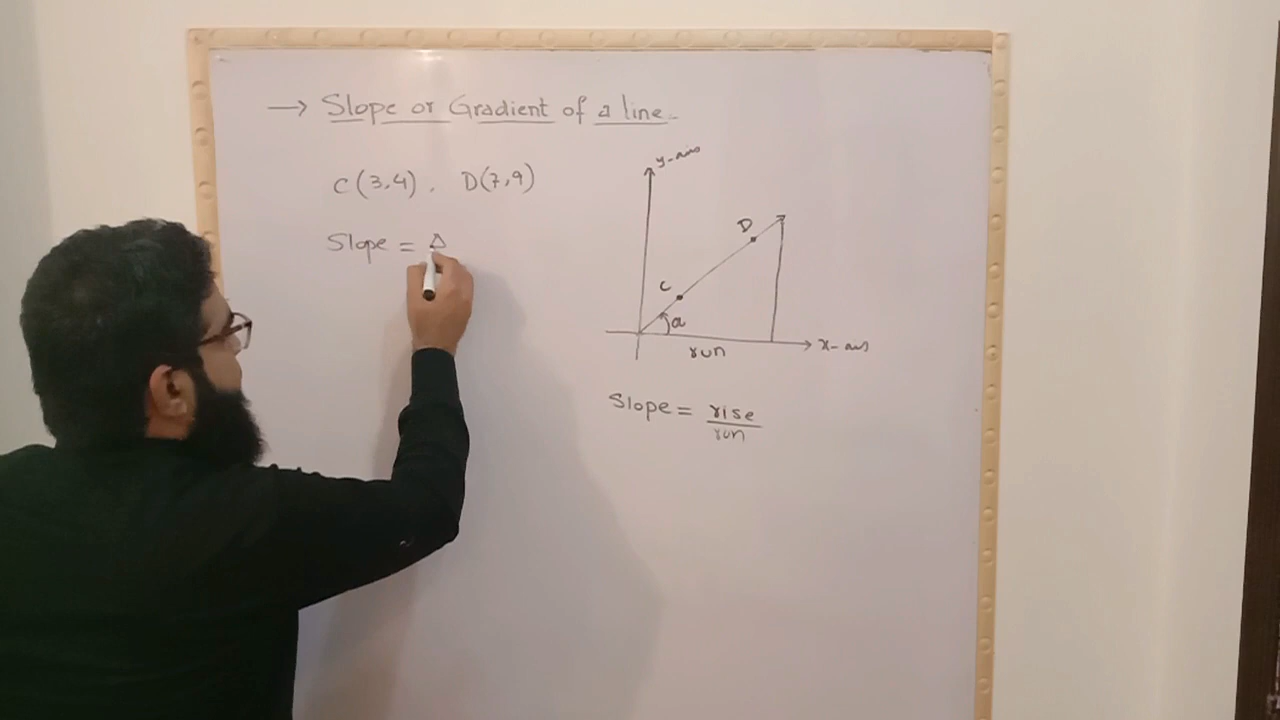 → Slope or Gradient of a line.
C(3,4), D(7,9)
Slope = Δ
y-axis
D
C
a
run
x-axis
Slope = rise
run